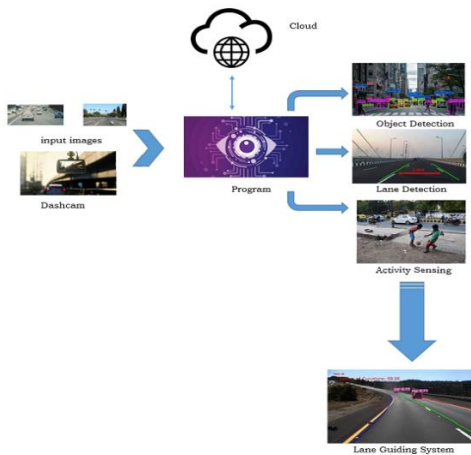 Cloud
input images
Dashcam
Program
Object Detection
Lane Detection
Activity Sensing
Lane Guiding System